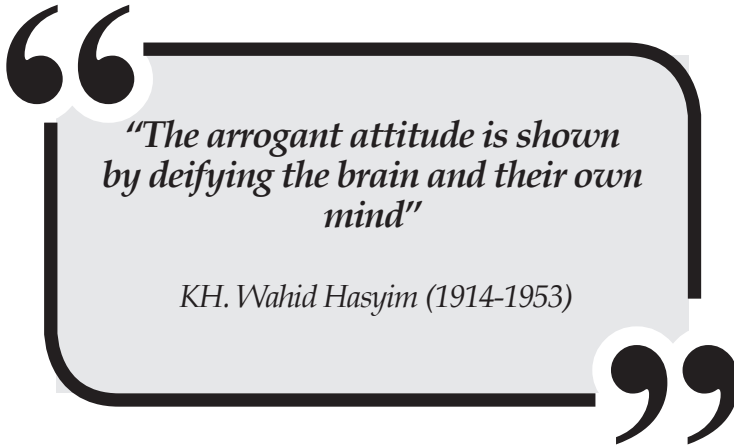 “The arrogant attitude is shown
by deifying the brain and their own
mind”
KH. Wahid Hasyim (1914-1953)